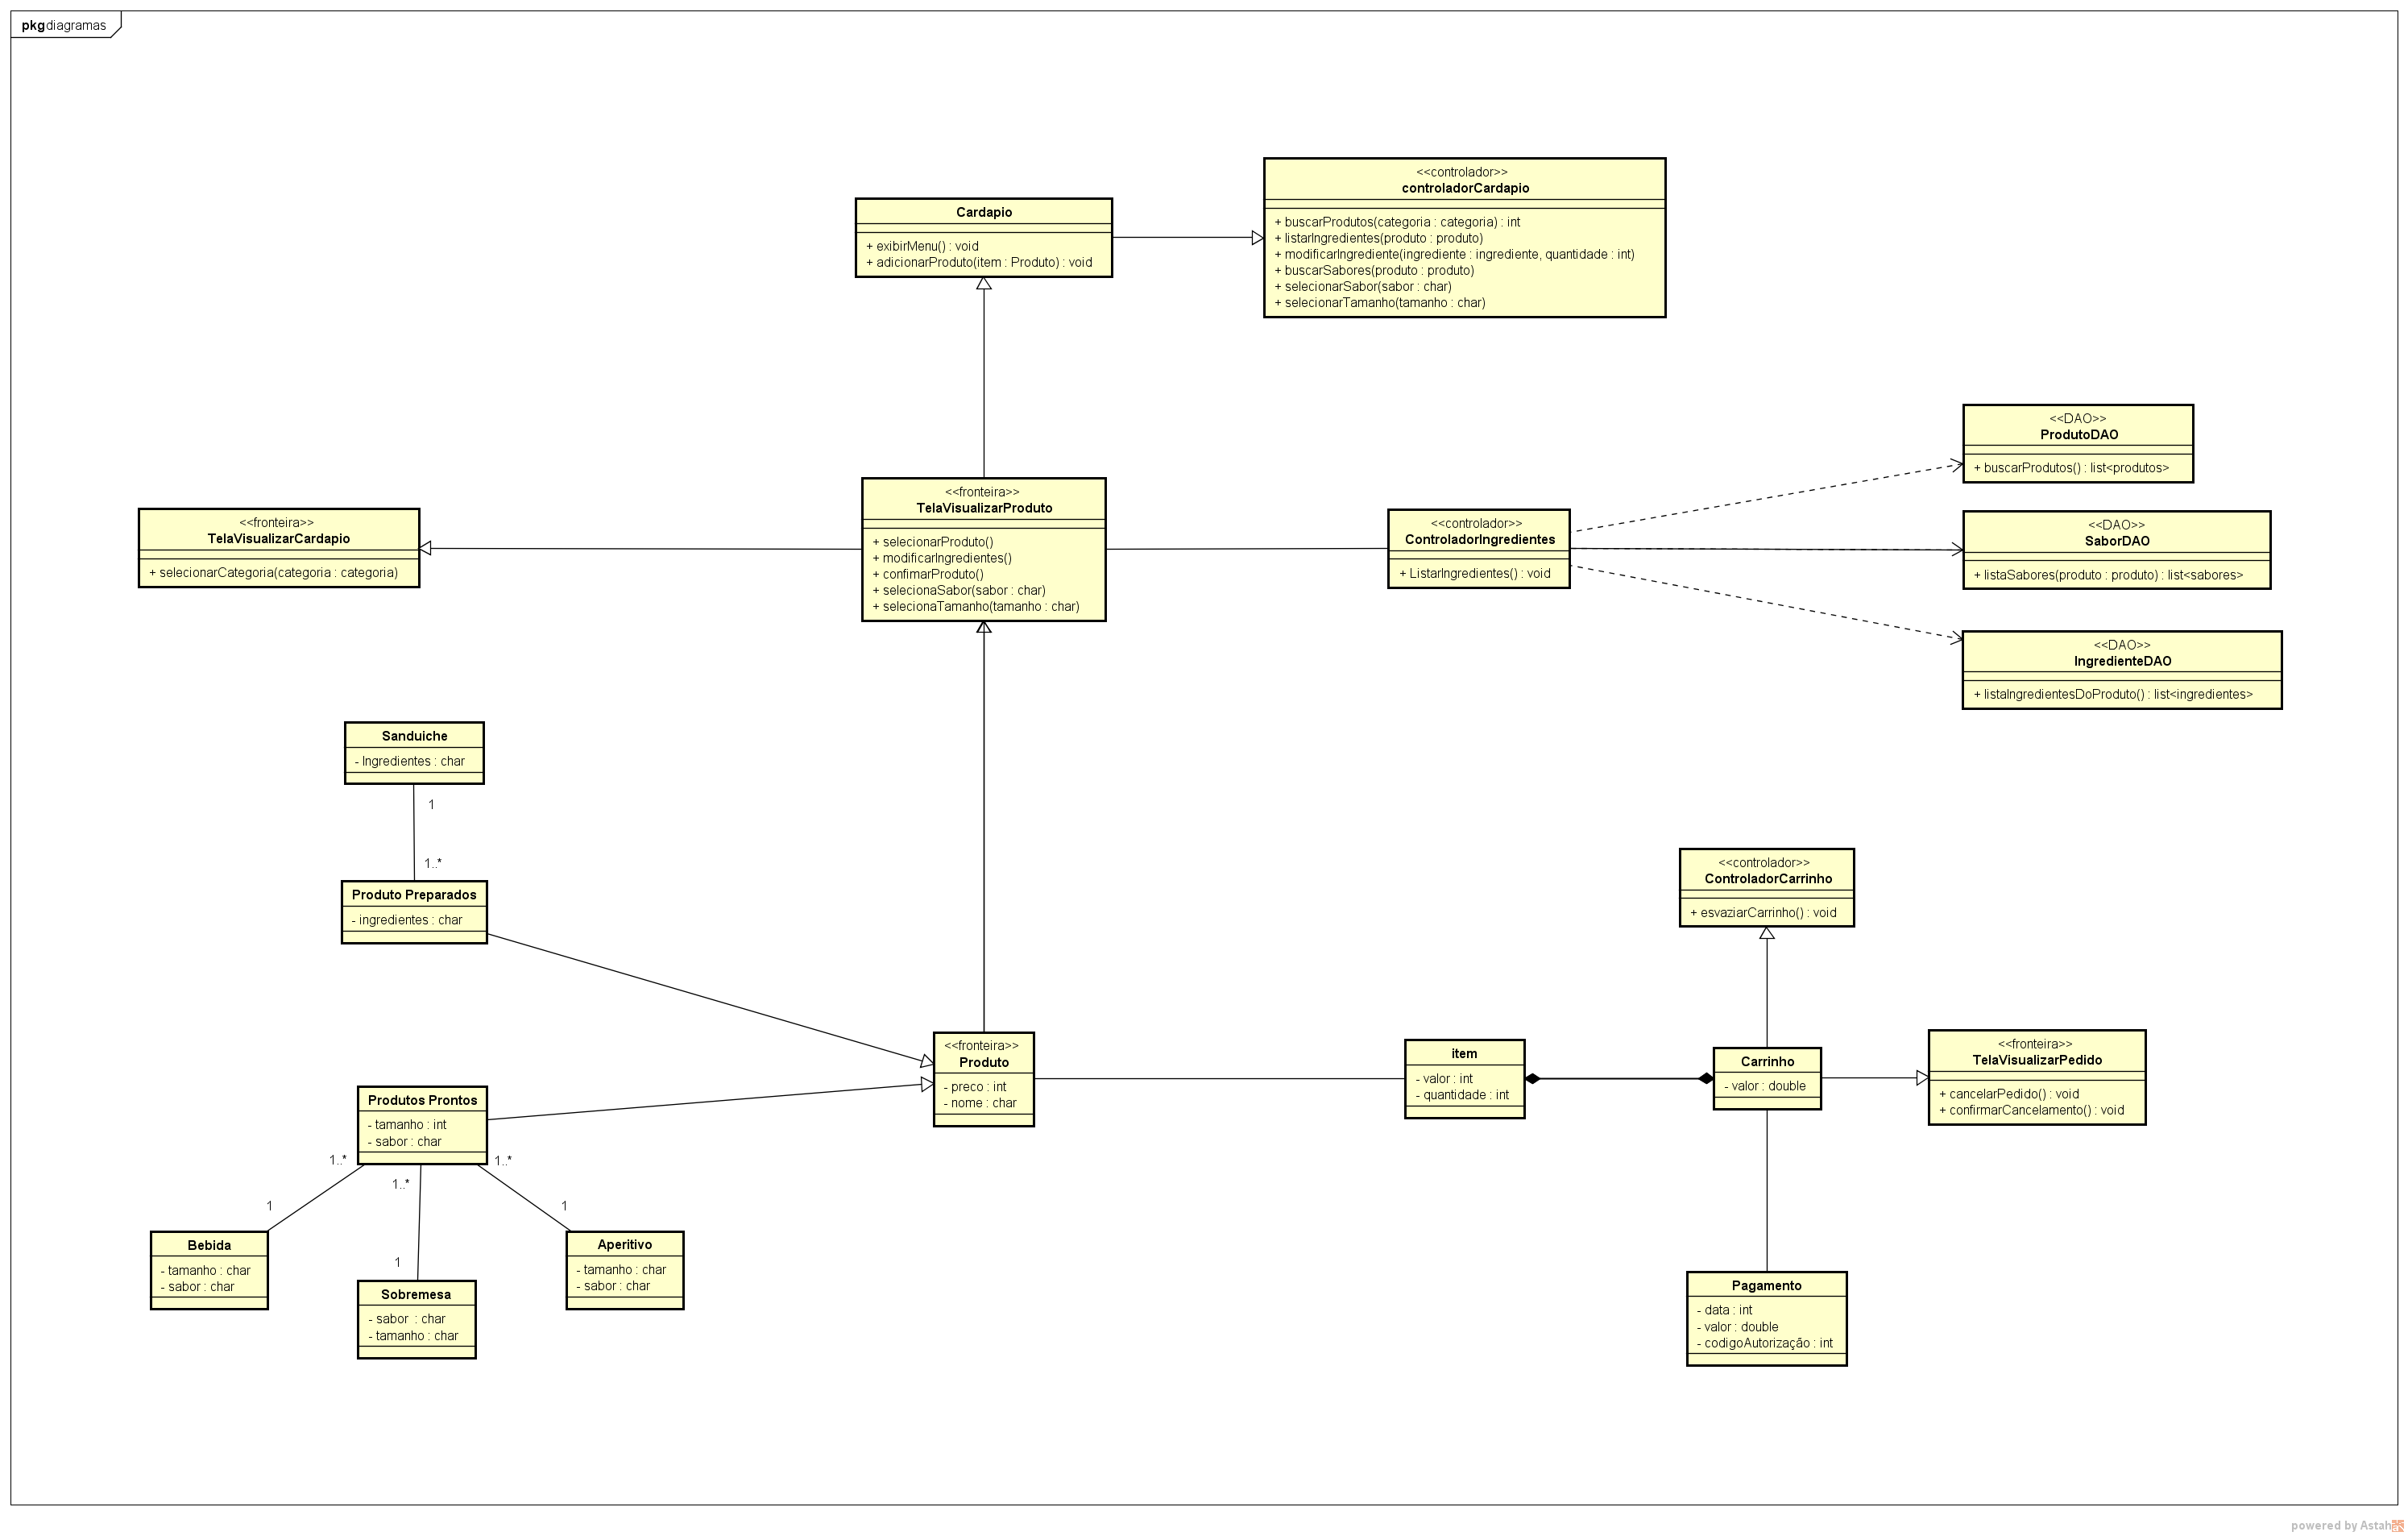 pkg diagramas
<<controlador>>
controladorCardapio
+ buscarProdutos(categoria : categoria) : int
+ listarIngredientes(produto : produto)
+ modificarIngrediente(ingrediente : ingrediente, quantidade : int)
+ buscarSabores(produto : produto)
+ selecionarSabor(sabor : char)
+ selecionarTamanho(tamanho : char)
Cardapio
+ exibirMenu() : void
+ adicionarProduto(item : Produto) : void
<<DAO>>
ProdutoDAO
+ buscarProdutos() : list<produtos>
<<fronteira>>
TelaVisualizarCardapio
+ selecionarCategoria(categoria : categoria)
<<fronteira>>
TelaVisualizarProduto
+ selecionarProduto()
+ modificarIngredientes()
+ confimarProduto()
+ selecionaSabor(sabor : char)
+ selecionaTamanho(tamanho : char)
<<controlador>>
ControladorIngredientes
+ ListarIngredientes() : void
<<DAO>>
SaborDAO
+ listaSabores(produto : produto) : list<sabores>
<<DAO>>
IngredienteDAO
+ listaIngredientesDoProduto() : list<ingredientes>
Sanduiche
- Ingredientes : char
1
1..*
Produto Preparados
- ingredientes : char
<<controlador>>
ControladorCarrinho
+ esvaziarCarrinho() : void
<<fronteira>>
Produto
- preco : int
- nome : char
item
- valor : int
- quantidade : int
Carrinho
- valor : double
<<fronteira>>
TelaVisualizarPedido
+ cancelarPedido() : void
+ confirmarCancelamento() : void
Produtos Prontos
- tamanho : int
- sabor : char
1..*
1..*
1..*
1
1
1
Bebida
- tamanho : char
- sabor : char
Sobremesa
- sabor : char
- tamanho : char
Aperitivo
- tamanho : char
- sabor : char
Pagamento
- data : int
- valor : double
- codigoAutorização : int
powered by Astah